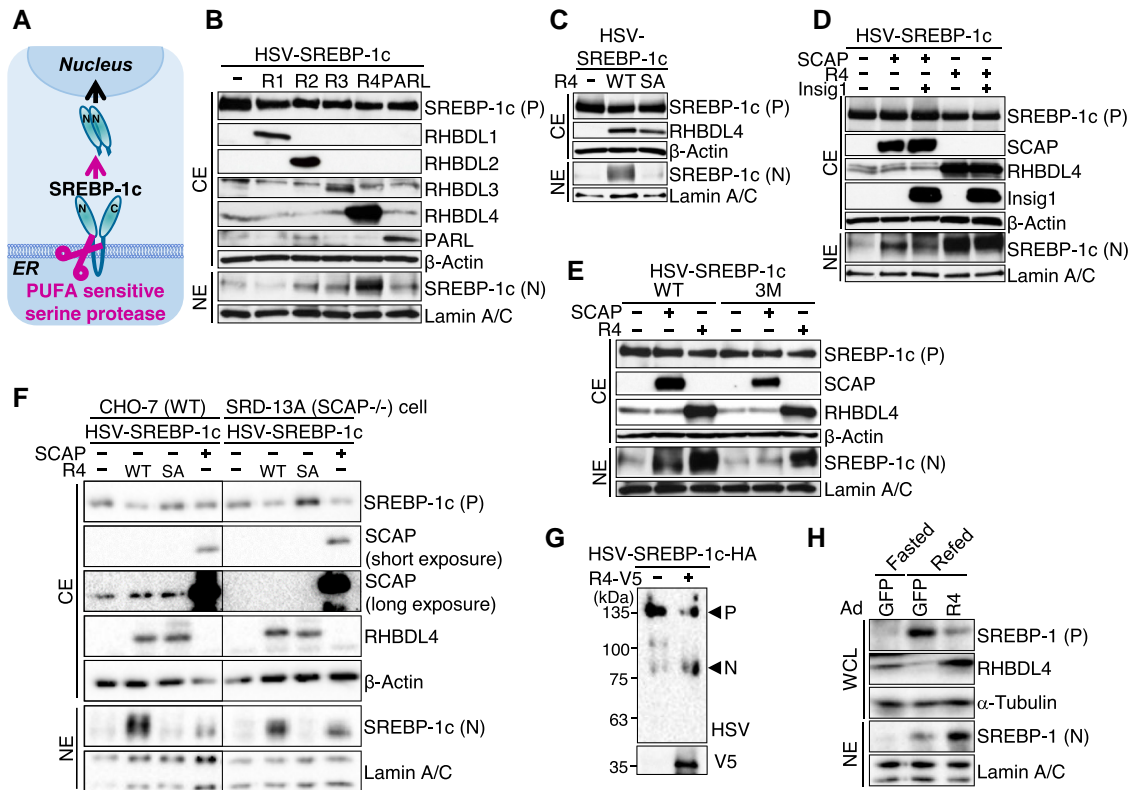 A
Nucleus
N N
SREBP-1c
N C
ER
PUFA sensitive
serine protease
B
HSV-SREBP-1c
– R1 R2 R3 R4 PARL
CE
SREBP-1c (P)
RHBDL1
RHBDL2
RHBDL3
RHBDL4
PARL
β-Actin
NE
SREBP-1c (N)
Lamin A/C
C
HSV-
SREBP-1c
R4 – WT SA
CE
SREBP-1c (P)
RHBDL4
β-Actin
NE
SREBP-1c (N)
Lamin A/C
D
HSV-SREBP-1c
SCAP – + + – –
R4 – – – + +
Insig1 – – + – +
CE
SREBP-1c (P)
SCAP
RHBDL4
Insig1
β-Actin
NE
SREBP-1c (N)
Lamin A/C
E
HSV-SREBP-1c
WT 3M
SCAP – + – – + –
R4 – – + – – +
CE
SREBP-1c (P)
SCAP
RHBDL4
β-Actin
NE
SREBP-1c (N)
Lamin A/C
F
CHO-7 (WT) SRD-13A (SCAP-/-) cell
HSV-SREBP-1c HSV-SREBP-1c
SCAP – – – + – – – +
R4 – WT SA – – WT SA –
CE
SREBP-1c (P)
SCAP
(short exposure)
SCAP
(long exposure)
RHBDL4
β-Actin
NE
SREBP-1c (N)
Lamin A/C
G
HSV-SREBP-1c-HA
R4-V5 – +
(kDa)
135
P
100
N
75
63
HSV
35
V5
H
Fasted Refed
Ad GFP GFP R4
WCL
SREBP-1 (P)
RHBDL4
α-Tubulin
NE
SREBP-1 (N)
Lamin A/C